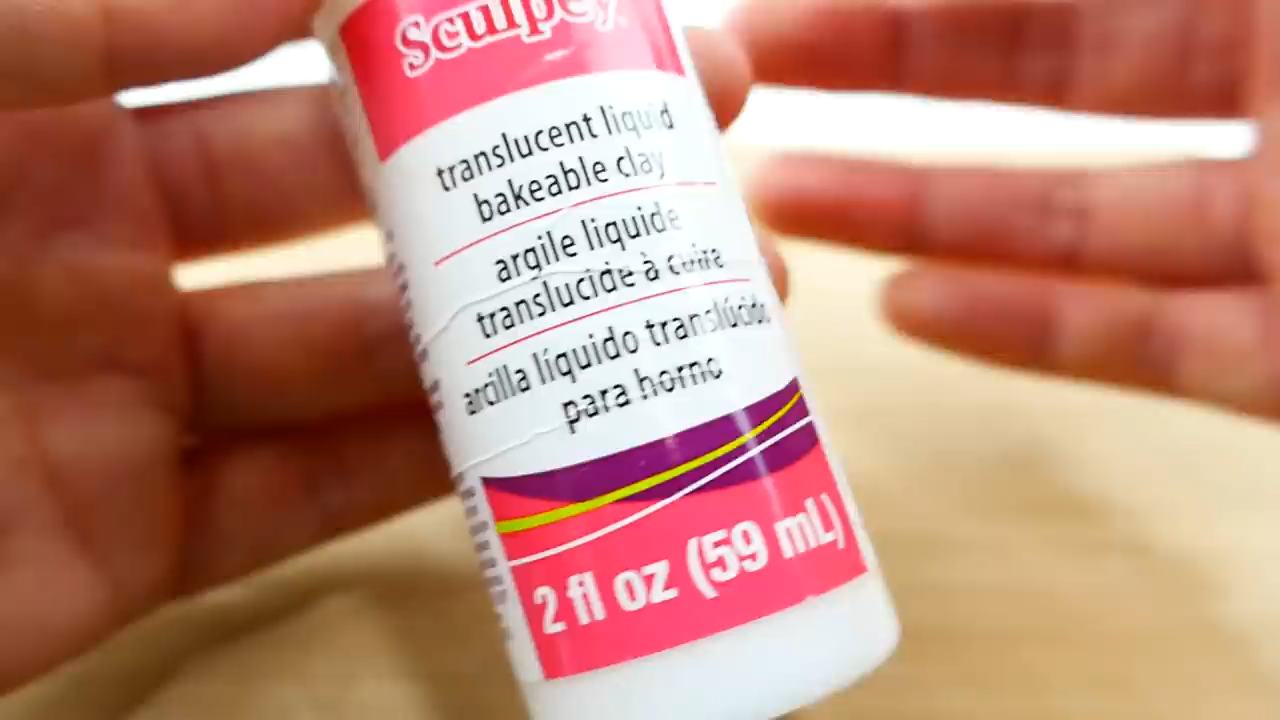 Sculpey
translucent liquid
bakeable clay
argile liquide
translucide à cuire
arcilla líquido translúcido
para horno
2 fl oz (59 mL)